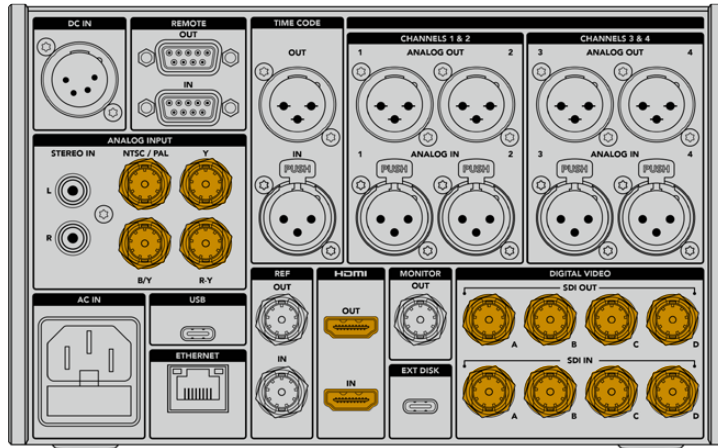 DC IN
REMOTE
OUT
IN
TIME CODE
OUT
IN
PUSH
CHANNELS 1 & 2
1 ANALOG OUT 2
1 ANALOG IN 2
PUSH PUSH
CHANNELS 3 & 4
3 ANALOG OUT 4
3 ANALOG IN 4
PUSH PUSH
ANALOG INPUT
STEREO IN NTSC / PAL Y
L
R
B/Y R-Y
AC IN
USB
ETHERNET
REF
OUT
IN
HDMI
OUT
IN
MONITOR
OUT
EXT DISK
DIGITAL VIDEO
SDI OUT
A B C D
SDI IN
A B C D